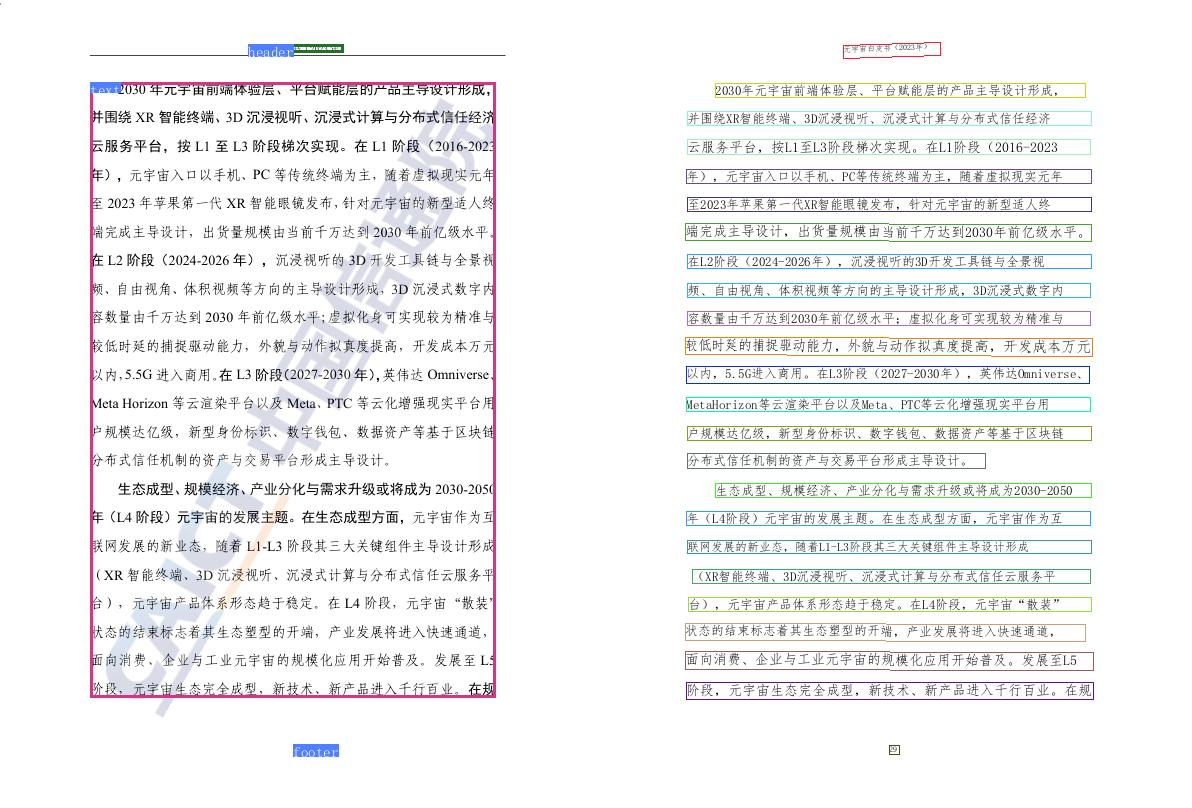 header
text
2030 年元宇宙前端体验层、平台赋能层的产品主导设计形成，
并围绕 XR 智能终端、3D 沉浸视听、沉浸式计算与分布式信任经济
云服务平台，按 L1 至 L3 阶段梯次实现。在 L1 阶段（2016-2023
年），元宇宙入口以手机、PC 等传统终端为主，随着虚拟现实元年
至 2023 年苹果第一代 XR 智能眼镜发布，针对元宇宙的新型适人终
端完成主导设计，出货量规模由当前千万达到 2030 年前亿级水平。
在 L2 阶段（2024-2026 年），沉浸视听的 3D 开发工具链与全景视
频、自由视角、体积视频等方向的主导设计形成，3D 沉浸式数字内
容数量由千万达到 2030 年前亿级水平；虚拟化身可实现较为精准与
较低时延的捕捉驱动能力，外貌与动作拟真度提高，开发成本万元
以内，5.5G 进入商用。在 L3 阶段（2027-2030 年），英伟达 Omniverse、
Meta Horizon 等云渲染平台以及 Meta、PTC 等云化增强现实平台用
户规模达亿级，新型身份标识、数字钱包、数据资产等基于区块链
分布式信任机制的资产与交易平台形成主导设计。
生态成型、规模经济、产业分化与需求升级或将成为 2030-2050
年（L4 阶段）元宇宙的发展主题。在生态成型方面，元宇宙作为互
联网发展的新业态，随着 L1-L3 阶段其三大关键组件主导设计形成
（XR 智能终端、3D 沉浸视听、沉浸式计算与分布式信任云服务平
台），元宇宙产品体系形态趋于稳定。在 L4 阶段，元宇宙“散装”
状态的结束标志着其生态塑型的开端，产业发展将进入快速通道，
面向消费、企业与工业元宇宙的规模化应用开始普及。发展至 L5
阶段，元宇宙生态完全成型，新技术、新产品进入千行百业。在规
CAICT 中国信通院
footer
元宇宙白皮书（2023年）
2030年元宇宙前端体验层、平台赋能层的产品主导设计形成，
并围绕XR智能终端、3D沉浸视听、沉浸式计算与分布式信任经济
云服务平台，按L1至L3阶段梯次实现。在L1阶段（2016-2023
年），元宇宙入口以手机、PC等传统终端为主，随着虚拟现实元年
至2023年苹果第一代XR智能眼镜发布，针对元宇宙的新型适人终
端完成主导设计，出货量规模由当前千万达到2030年前亿级水平。
在L2阶段（2024-2026年），沉浸视听的3D开发工具链与全景视
频、自由视角、体积视频等方向的主导设计形成，3D沉浸式数字内
容数量由千万达到2030年前亿级水平；虚拟化身可实现较为精准与
较低时延的捕捉驱动能力，外貌与动作拟真度提高，开发成本万元
以内，5.5G进入商用。在L3阶段（2027-2030年），英伟达Omniverse、
MetaHorizon等云渲染平台以及Meta、PTC等云化增强现实平台用
户规模达亿级，新型身份标识、数字钱包、数据资产等基于区块链
分布式信任机制的资产与交易平台形成主导设计。
生态成型、规模经济、产业分化与需求升级或将成为2030-2050
年（L4阶段）元宇宙的发展主题。在生态成型方面，元宇宙作为互
联网发展的新业态，随着L1-L3阶段其三大关键组件主导设计形成
（XR智能终端、3D沉浸视听、沉浸式计算与分布式信任云服务平
台），元宇宙产品体系形态趋于稳定。在L4阶段，元宇宙“散装”
状态的结束标志着其生态塑型的开端，产业发展将进入快速通道，
面向消费、企业与工业元宇宙的规模化应用开始普及。发展至L5
阶段，元宇宙生态完全成型，新技术、新产品进入千行百业。在规
29